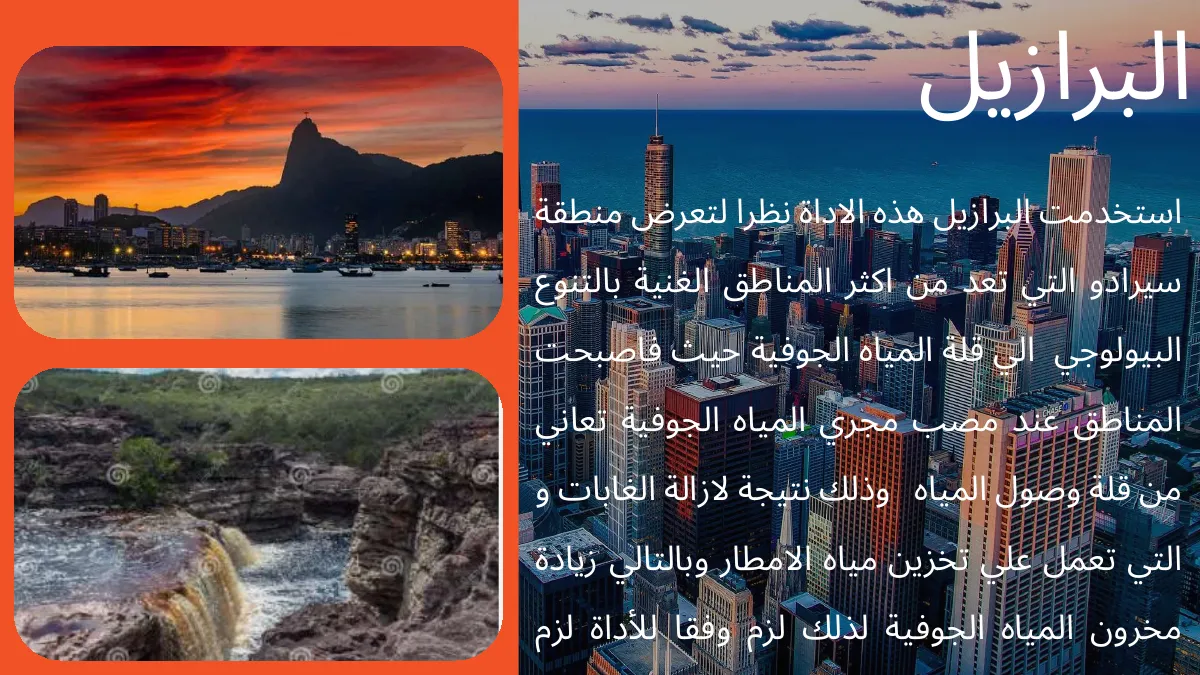 البرازيل
استخدمت البرازيل هذه الاداة نظرا لتعرض منطقة
سيرادو التي تعد من اكثر المناطق الغنية بالتنوع
البيولوجي الي قلة المياه الجوفية حيث فاصبحت
المناطق عند مصب مجري المياه الجوفية تعاني
من قلة وصول المياه وذلك نتيجة لازالة الغابات و
التي تعمل علي تخزين مياه الامطار وبالتالي زيادة
مخرون المياه الجوفية لذلك لزم وفقا للأداة لزم